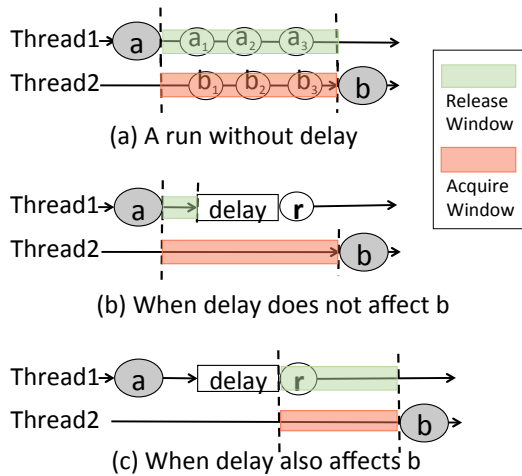 Thread1 a a1 a2 a3
Thread2 b1 b2 b3 b
(a) A run without delay
Release
Window
Acquire
Window
Thread1 a delay r
Thread2 b
(b) When delay does not affect b
Thread1 a delay r
Thread2 b
(c) When delay also affects b